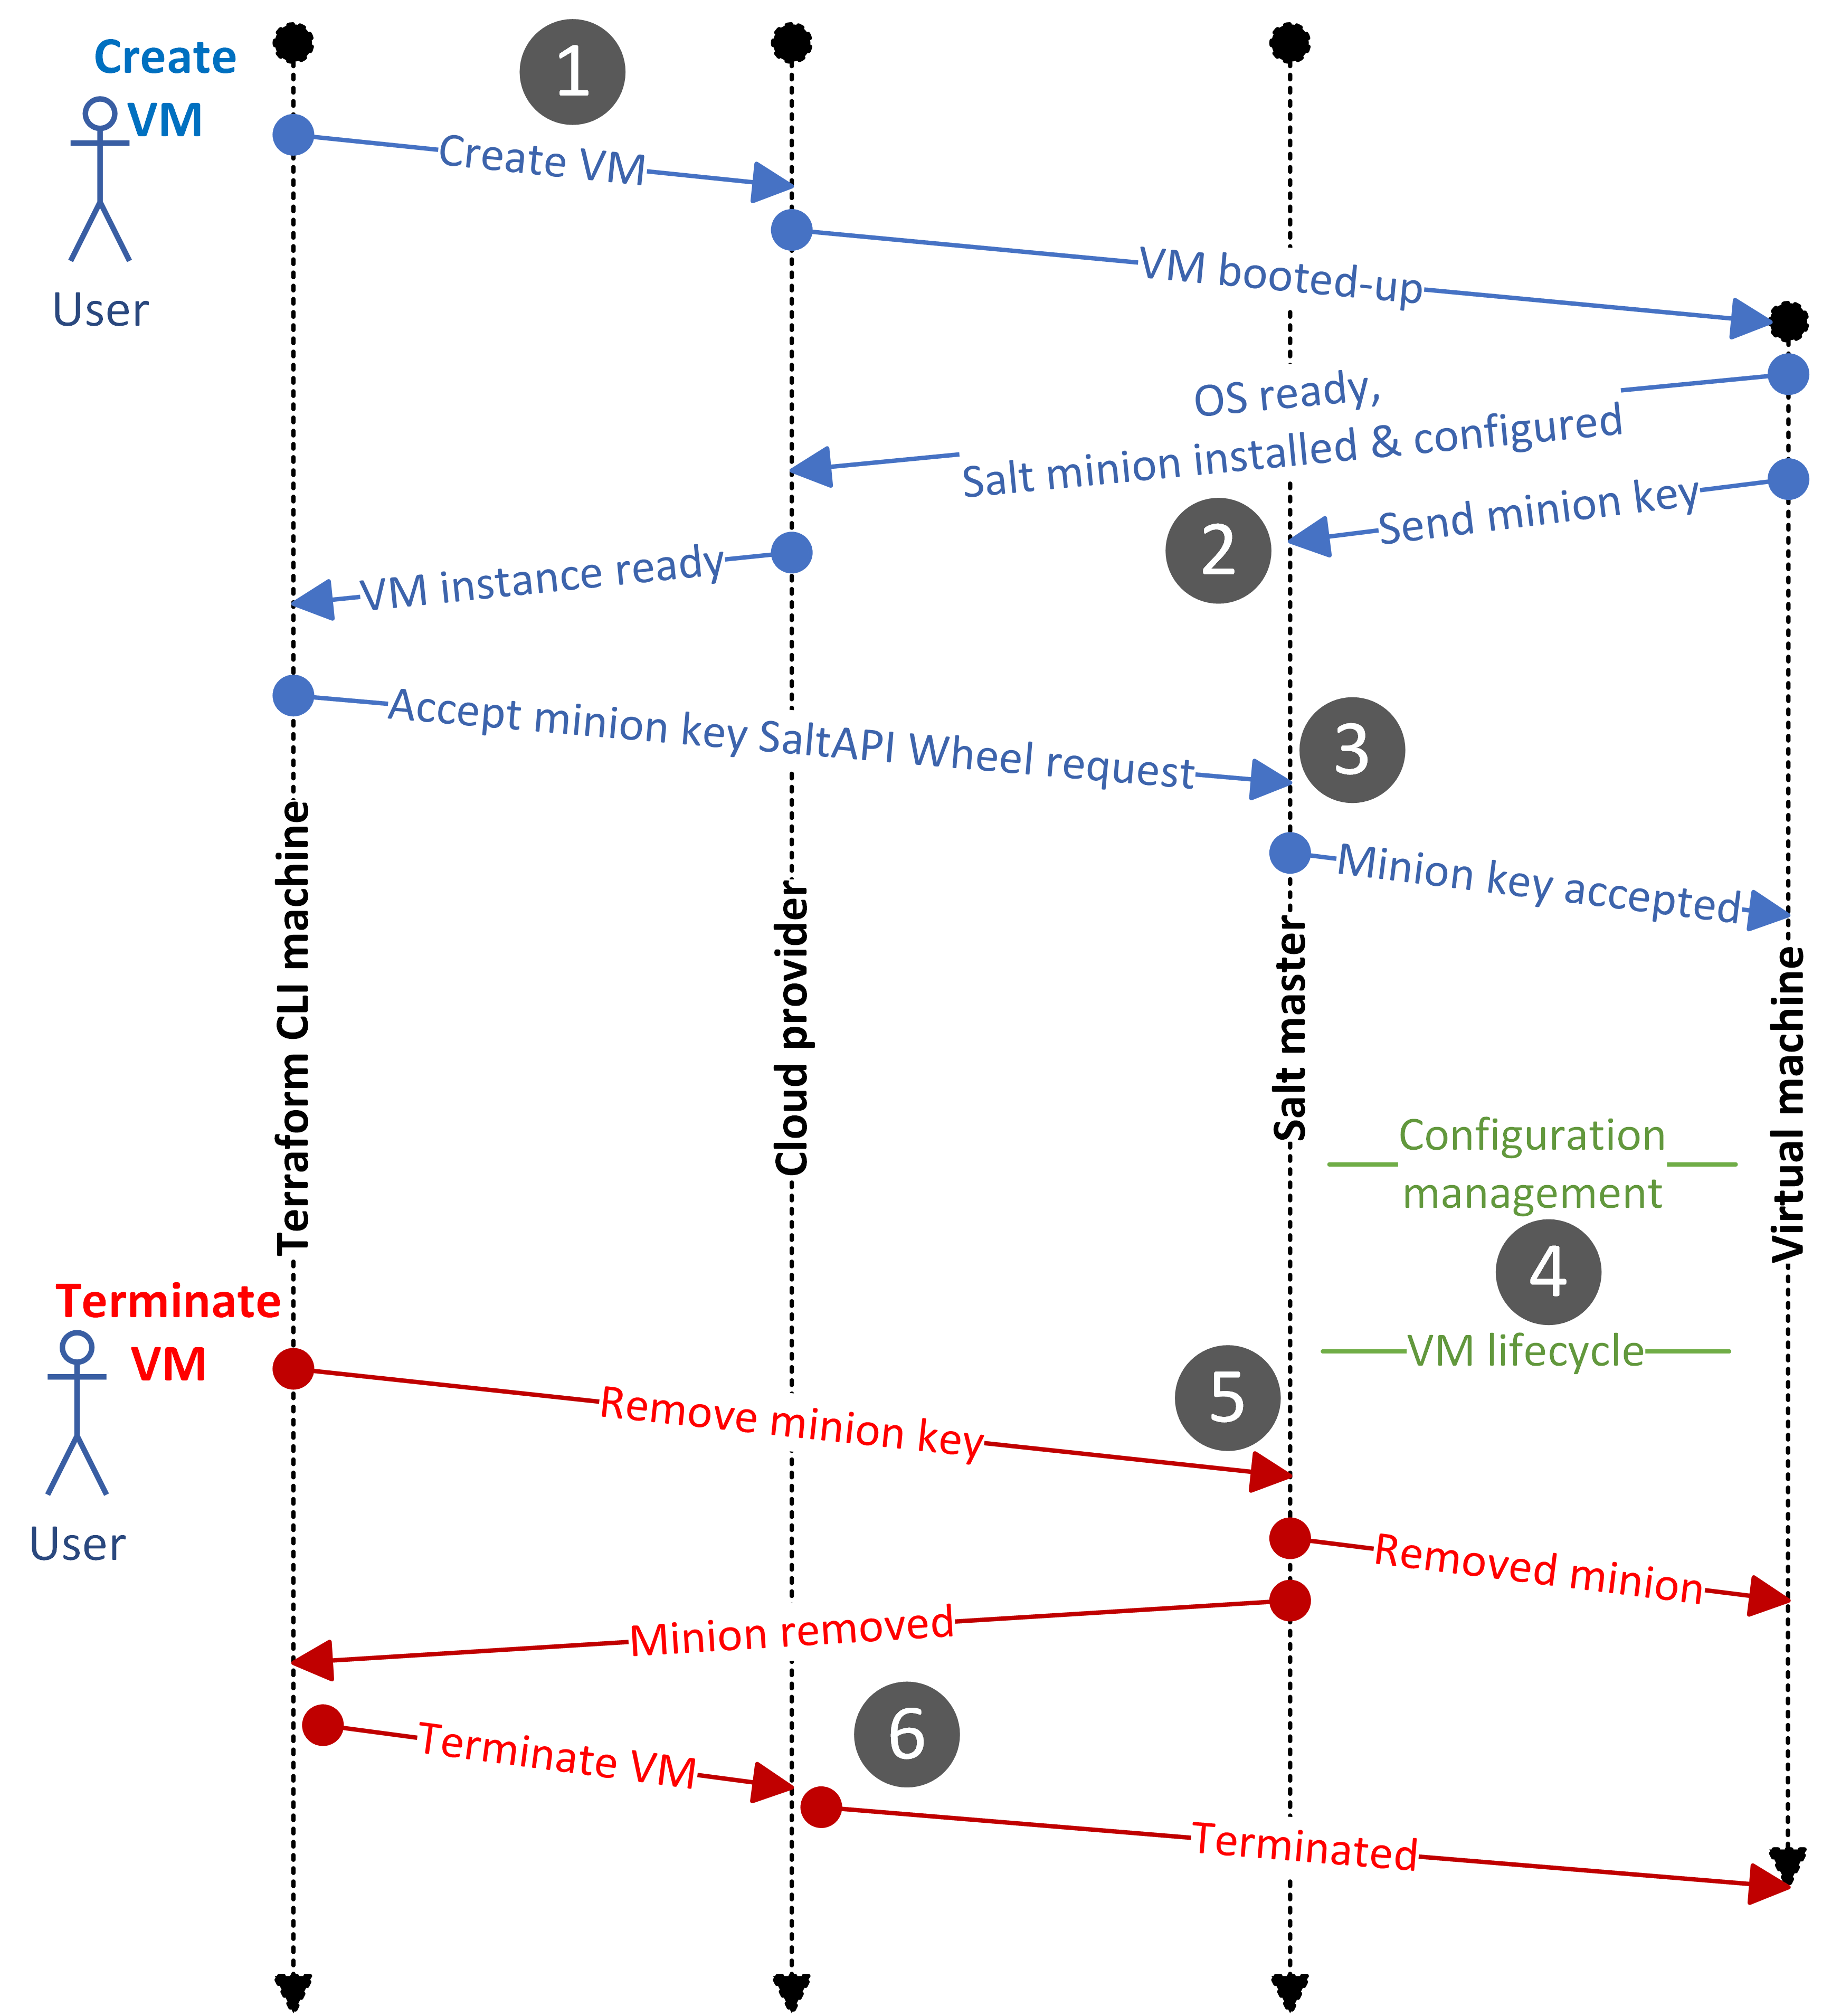 Create
VM
User
1
Create VM
VM booted-up
OS ready,
Salt minion installed & configured
Send minion key
2
VM instance ready
Accept minion key SaltAPI Wheel request
3
Minion key accepted
Terraform CLI machine
Cloud provider
Salt master
Virtual machine
Configuration
management
4
VM lifecycle
Terminate
VM
User
Remove minion key
5
Removed minion
Minion removed
Terminate VM
6
Terminated